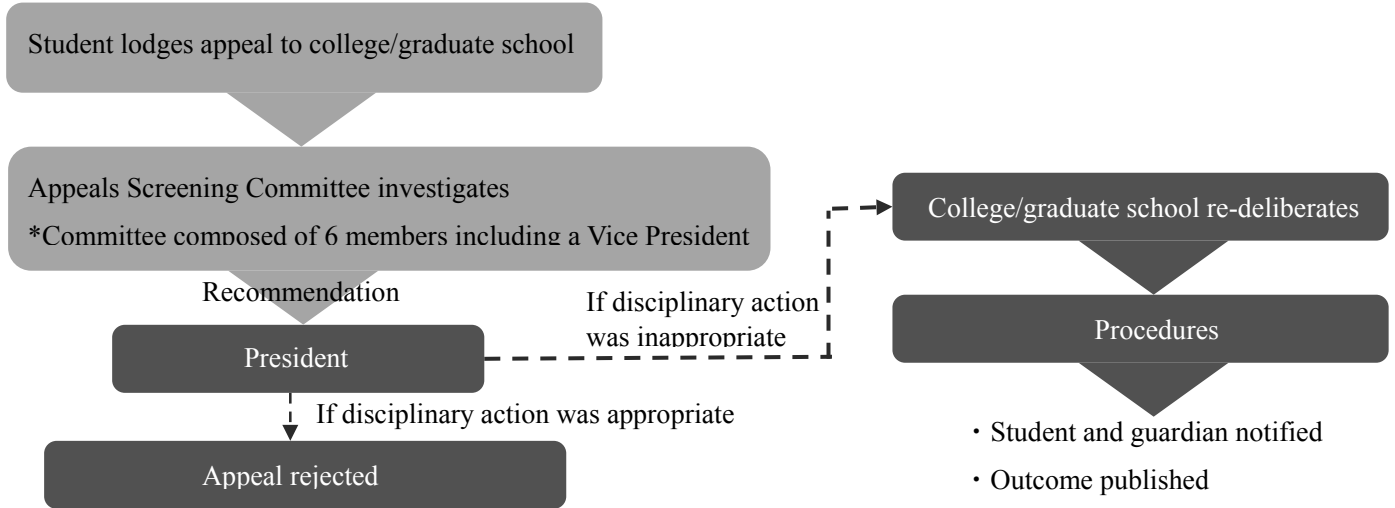 Student lodges appeal to college/graduate school
Appeals Screening Committee investigates
*Committee composed of 6 members including a Vice President
Recommendation
President
If disciplinary action was appropriate
Appeal rejected
If disciplinary action
was inappropriate
College/graduate school re-deliberates
Procedures
・Student and guardian notified
・Outcome published